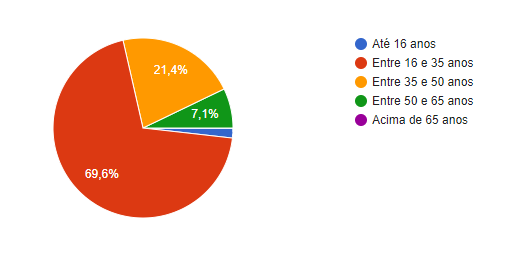 21,4%
7,1%
69,6%
Até 16 anos
Entre 16 e 35 anos
Entre 35 e 50 anos
Entre 50 e 65 anos
Acima de 65 anos